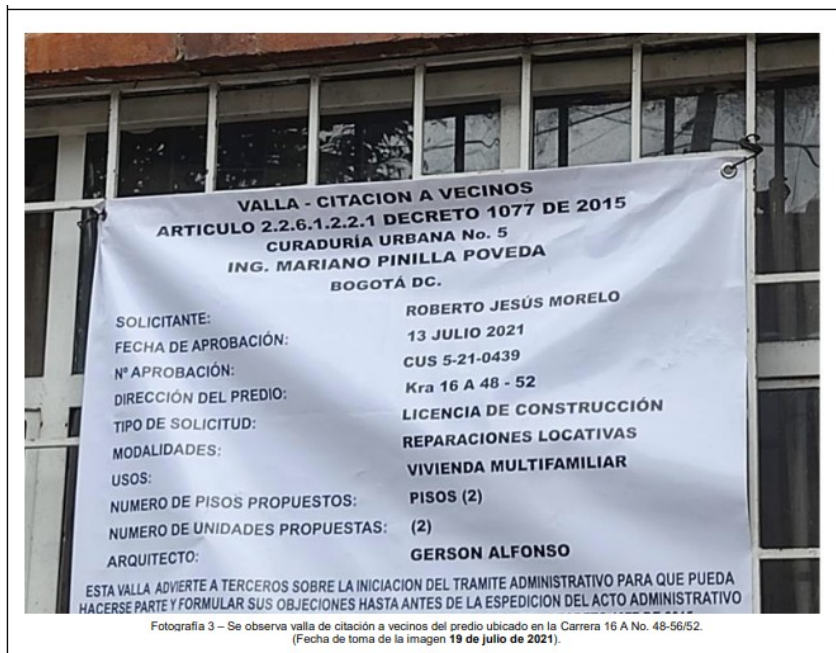 VALLA - CITACION A VECINOS
ARTICULO 2.2.6.1.2.2.1 DECRETO 1077 DE 2015
CURADURÍA URBANA No. 5
ING. MARIANO PINILLA POVEDA
BOGOTÁ DC.
SOLICITANTE: ROBERTO JESÚS MORELO
FECHA DE APROBACIÓN: 13 JULIO 2021
Nº APROBACIÓN: CUS 5-21-0439
DIRECCIÓN DEL PREDIO: Kra 16 A 48 - 52
TIPO DE SOLICITUD: LICENCIA DE CONSTRUCCIÓN
MODALIDADES: REPARACIONES LOCATIVAS
USOS: VIVIENDA MULTIFAMILIAR
NUMERO DE PISOS PROPUESTOS: PISOS (2)
NUMERO DE UNIDADES PROPUESTAS: (2)
ARQUITECTO: GERSON ALFONSO
ESTA VALLA ADVIERTE A TERCEROS SOBRE LA INICIACION DEL TRAMITE ADMINISTRATIVO PARA QUE PUEDA
HACERSE PARTE Y FORMULAR SUS OBJECIONES HASTA ANTES DE LA ESPEDICION DEL ACTO ADMINISTRATIVO
Fotografía 3 – Se observa valla de citación a vecinos del predio ubicado en la Carrera 16 A No. 48-56/52.
(Fecha de toma de la imagen 19 de julio de 2021).